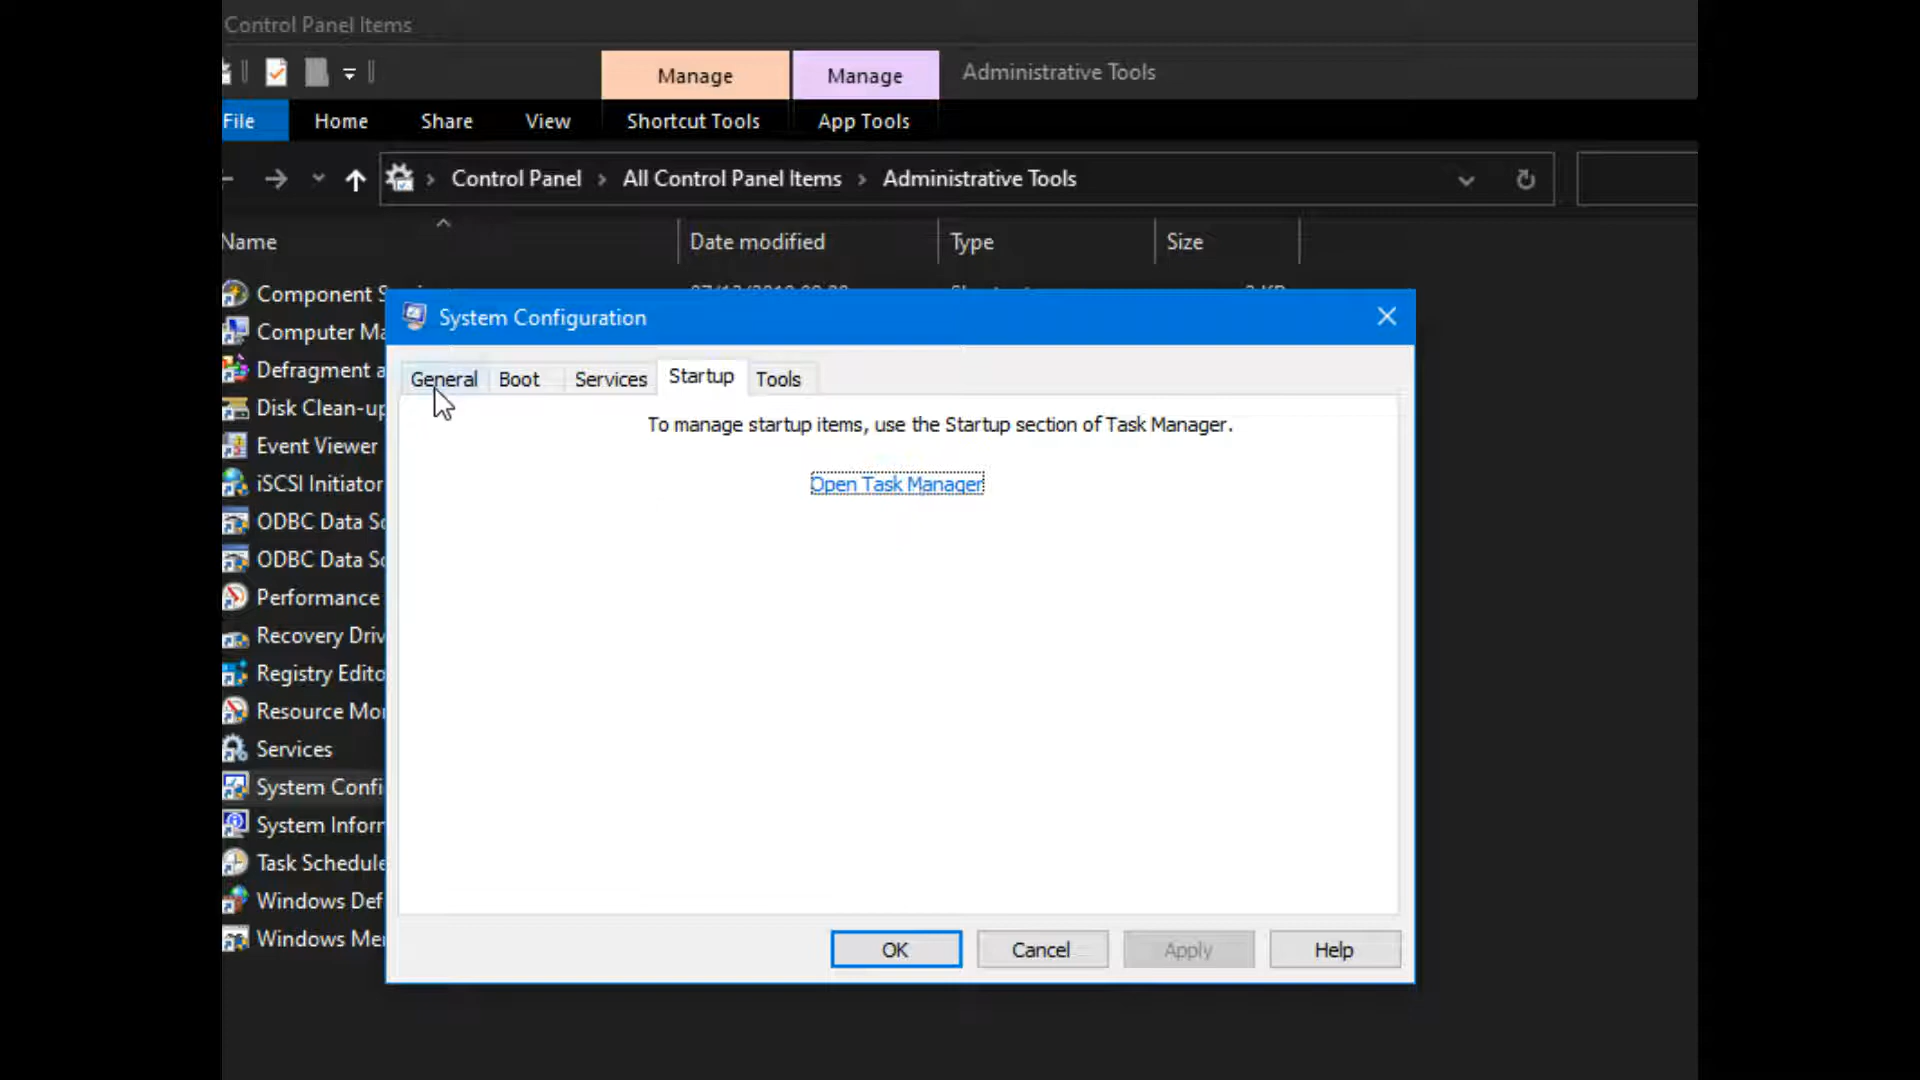 Control Panel Items
Manage
Manage
Administrative Tools
File
Home
Share
View
Shortcut Tools
App Tools
Control Panel
All Control Panel Items
Administrative Tools
Name
Date modified
Type
Size
Component
Computer Ma
Defragment a
Disk Clean-up
Event Viewer
iSCSI Initiator
ODBC Data So
ODBC Data So
Performance
Recovery Driv
Registry Edito
Resource Mor
Services
System Confi
System Inforr
Task Schedule
Windows Def
Windows Mer
System Configuration
General
Boot
Services
Startup
Tools
To manage startup items, use the Startup section of Task Manager.
Open Task Manager
OK
Cancel
Apply
Help